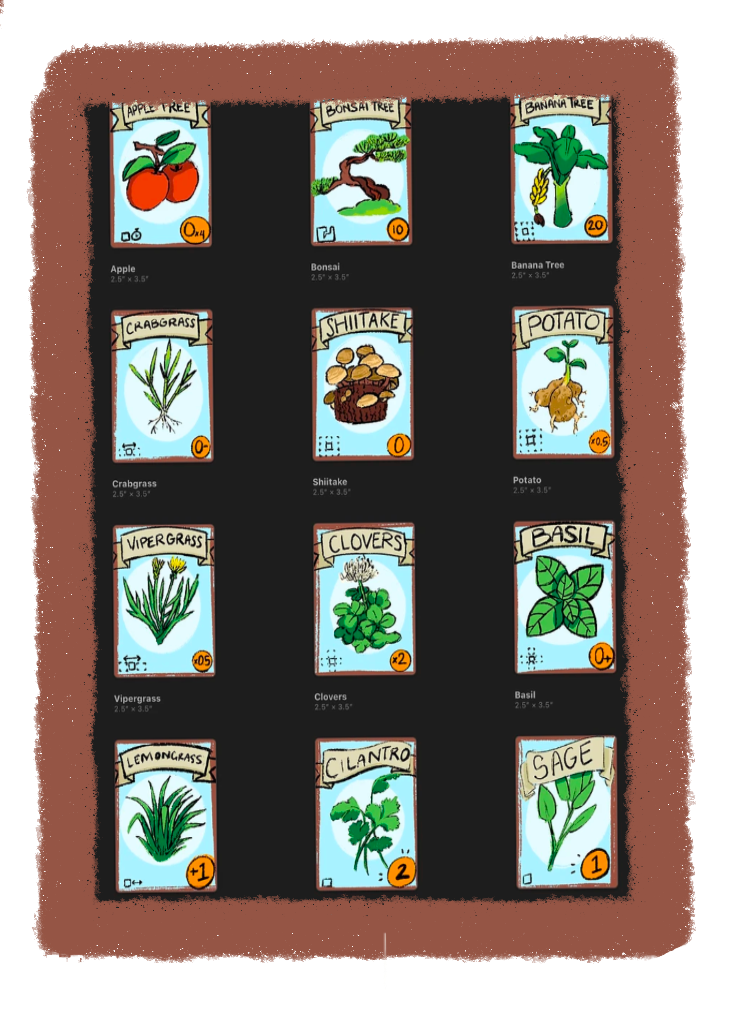 APPLE TREE
BONSAI TREE
BANANA TREE
0x4
10
20
Apple
2.5" × 3.5"
Bonsai
2.5" × 3.5"
Banana Tree
2.5" × 3.5"
CRABGRASS
SHIITAKE
POTATO
0-
0
x0.5
Crabgrass
2.5" × 3.5"
Shiitake
2.5" × 3.5"
Potato
2.5" × 3.5"
VIPERGRASS
CLOVERS
BASIL
x0.5
x2
0+
Vipergrass
2.5" × 3.5"
Clovers
2.5" × 3.5"
Basil
2.5" × 3.5"
LEMONGRASS
CILANTRO
SAGE
+1
2
1